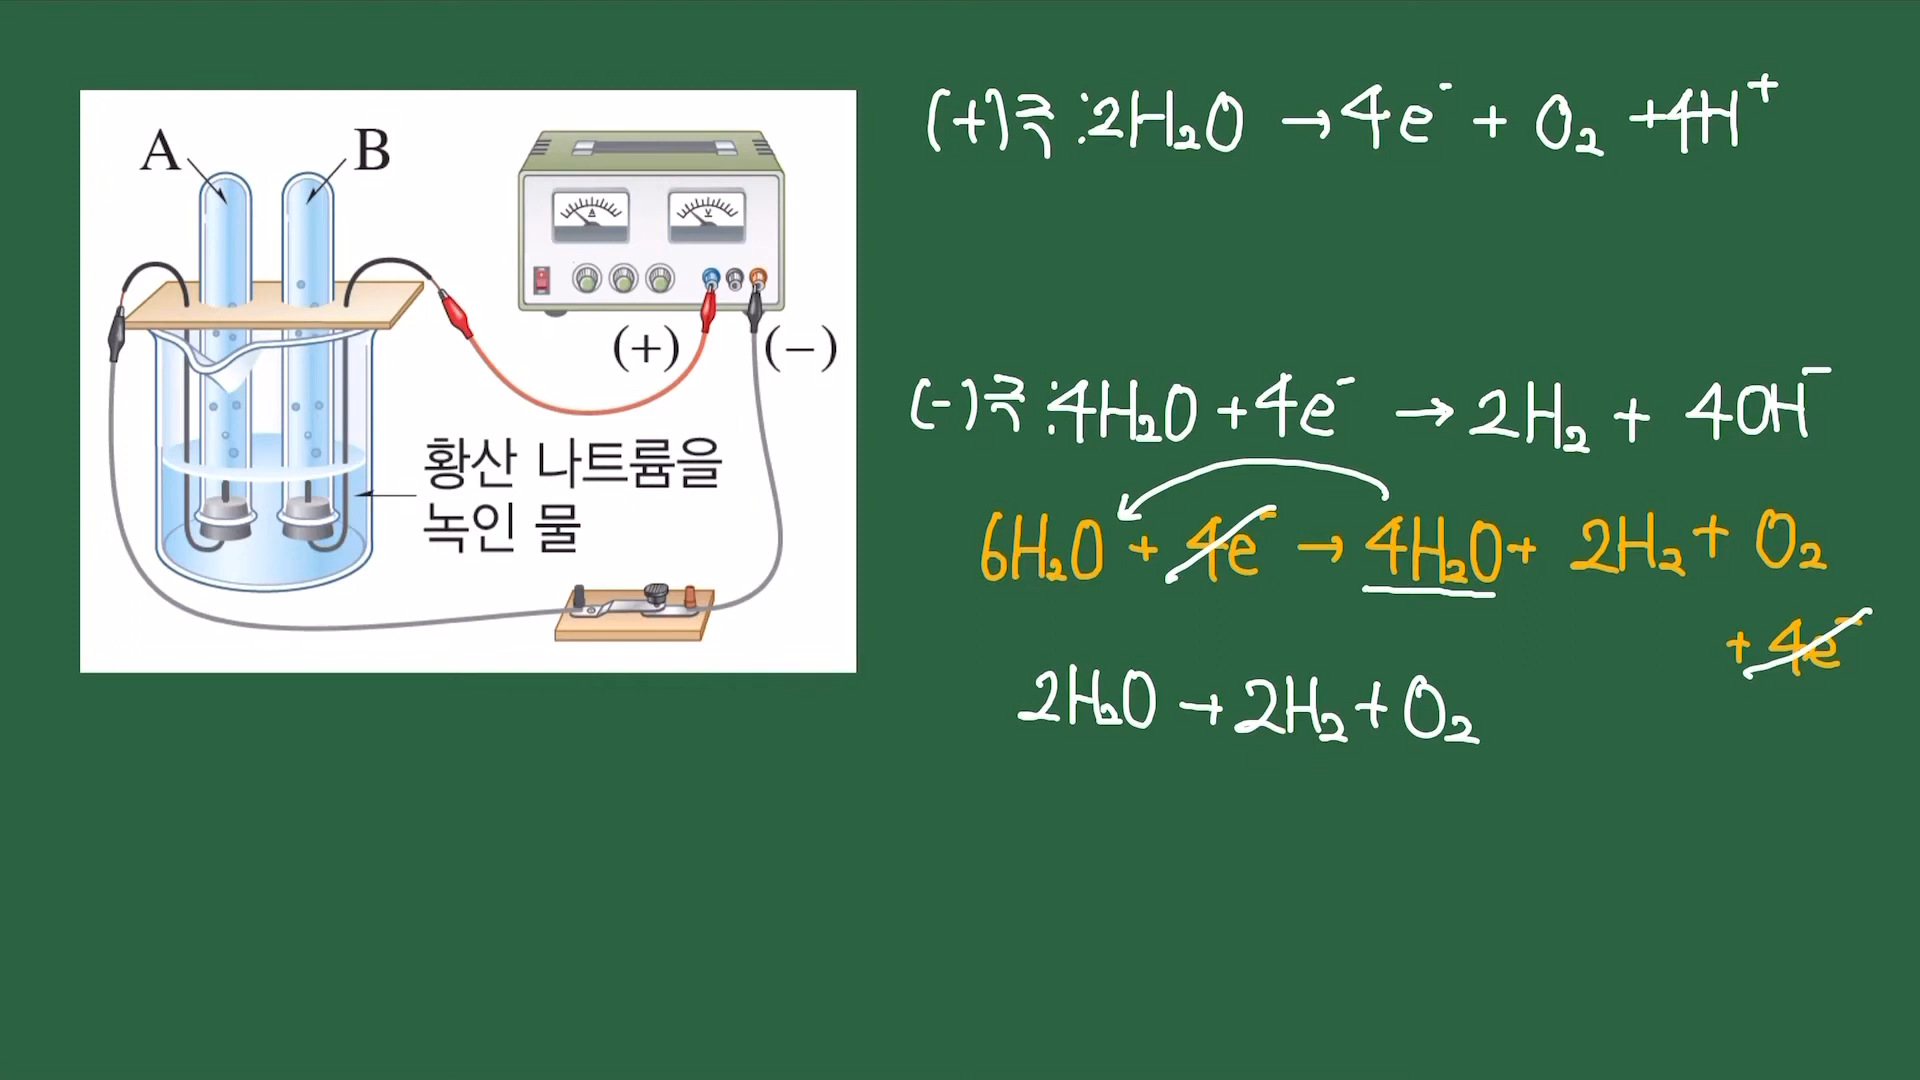 A B
(+) (−)
황산 나트륨을
녹인 물
(+)극 : 2H₂O → 4e⁻ + O₂ + 4H⁺
(-)극 : 4H₂O + 4e⁻ → 2H₂ + 4OH⁻
6H₂O + 4e⁻ → 4H₂O + 2H₂ + O₂
+ 4e⁻
2H₂O → 2H₂ + O₂